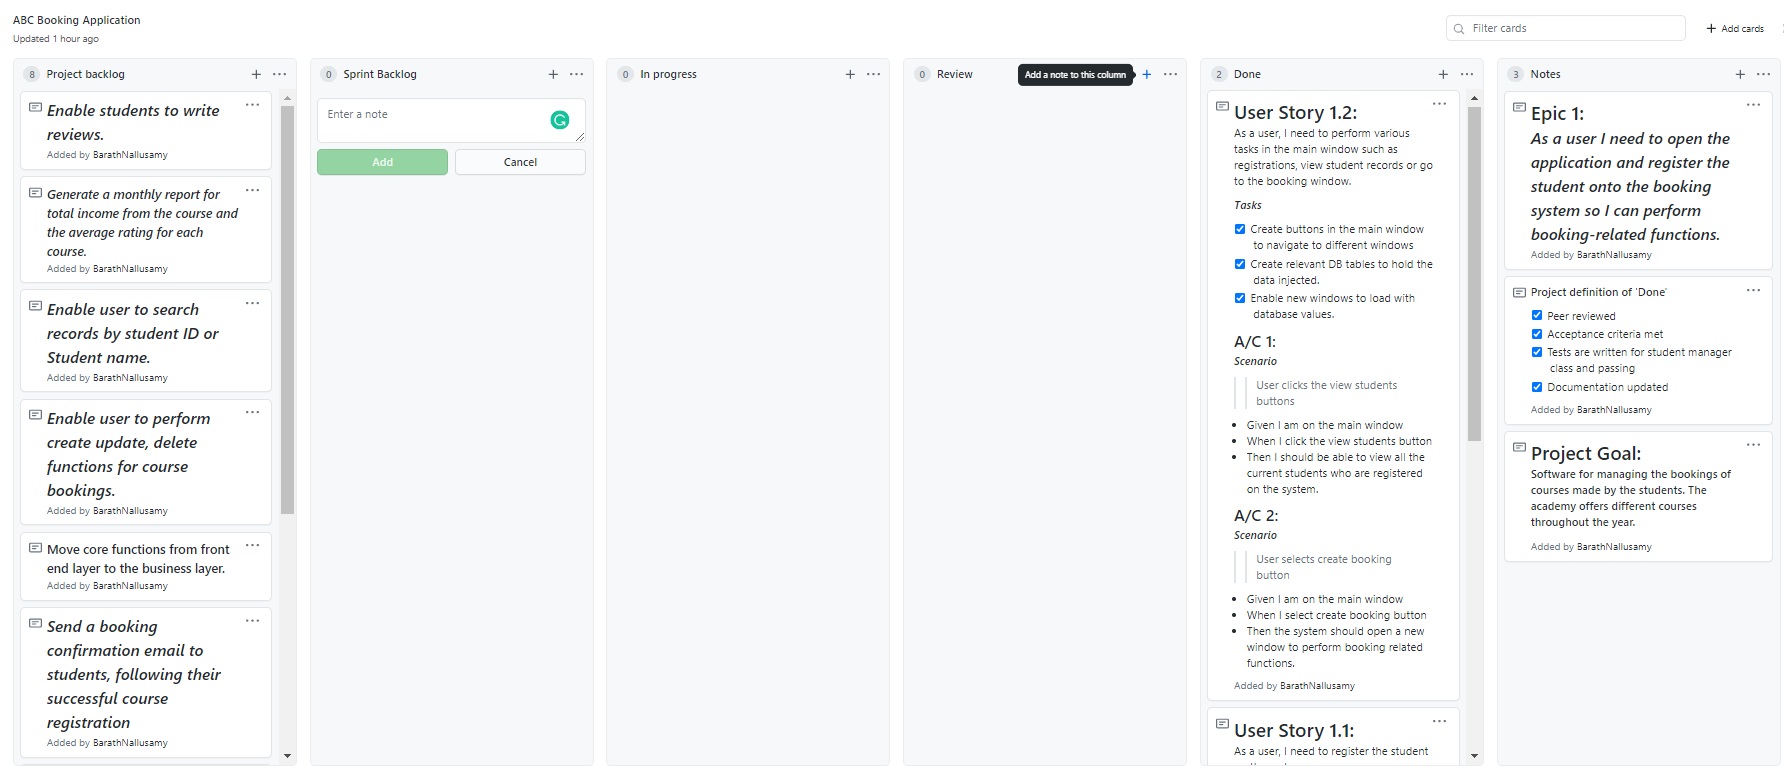 ABC Booking Application
Updated 1 hour ago
Filter cards
Add cards
8 Project backlog
Enable students to write
reviews.
Added by BarathNallusamy
Generate a monthly report for
total income from the course and
the average rating for each
course.
Added by BarathNallusamy
Enable user to search
records by student ID or
Student name.
Added by BarathNallusamy
Enable user to perform
create update, delete
functions for course
bookings.
Added by BarathNallusamy
Move core functions from front
end layer to the business layer.
Added by BarathNallusamy
Send a booking
confirmation email to
students, following their
successful course
registration
Added by BarathNallusamy
0 Sprint Backlog
Enter a note
Add
Cancel
0 In progress
0 Review
Add a note to this column
2 Done
User Story 1.2:
As a user, I need to perform various
tasks in the main window such as
registrations, view student records or go
to the booking window.
Tasks
Create buttons in the main window
to navigate to different windows
Create relevant DB tables to hold the
data injected.
Enable new windows to load with
database values.
A/C 1:
Scenario
User clicks the view students
buttons
Given I am on the main window
When I click the view students button
Then I should be able to view all the
current students who are registered
on the system.
A/C 2:
Scenario
User selects create booking
button
Given I am on the main window
When I select create booking button
Then the system should open a new
window to perform booking related
functions.
Added by BarathNallusamy
User Story 1.1:
As a user, I need to register the student
3 Notes
Epic 1:
As a user I need to open the
application and register the
student onto the booking
system so I can perform
booking-related functions.
Added by BarathNallusamy
Project definition of 'Done'
Peer reviewed
Acceptance criteria met
Tests are written for student manager
class and passing
Documentation updated
Added by BarathNallusamy
Project Goal:
Software for managing the bookings of
courses made by the students. The
academy offers different courses
throughout the year.
Added by BarathNallusamy